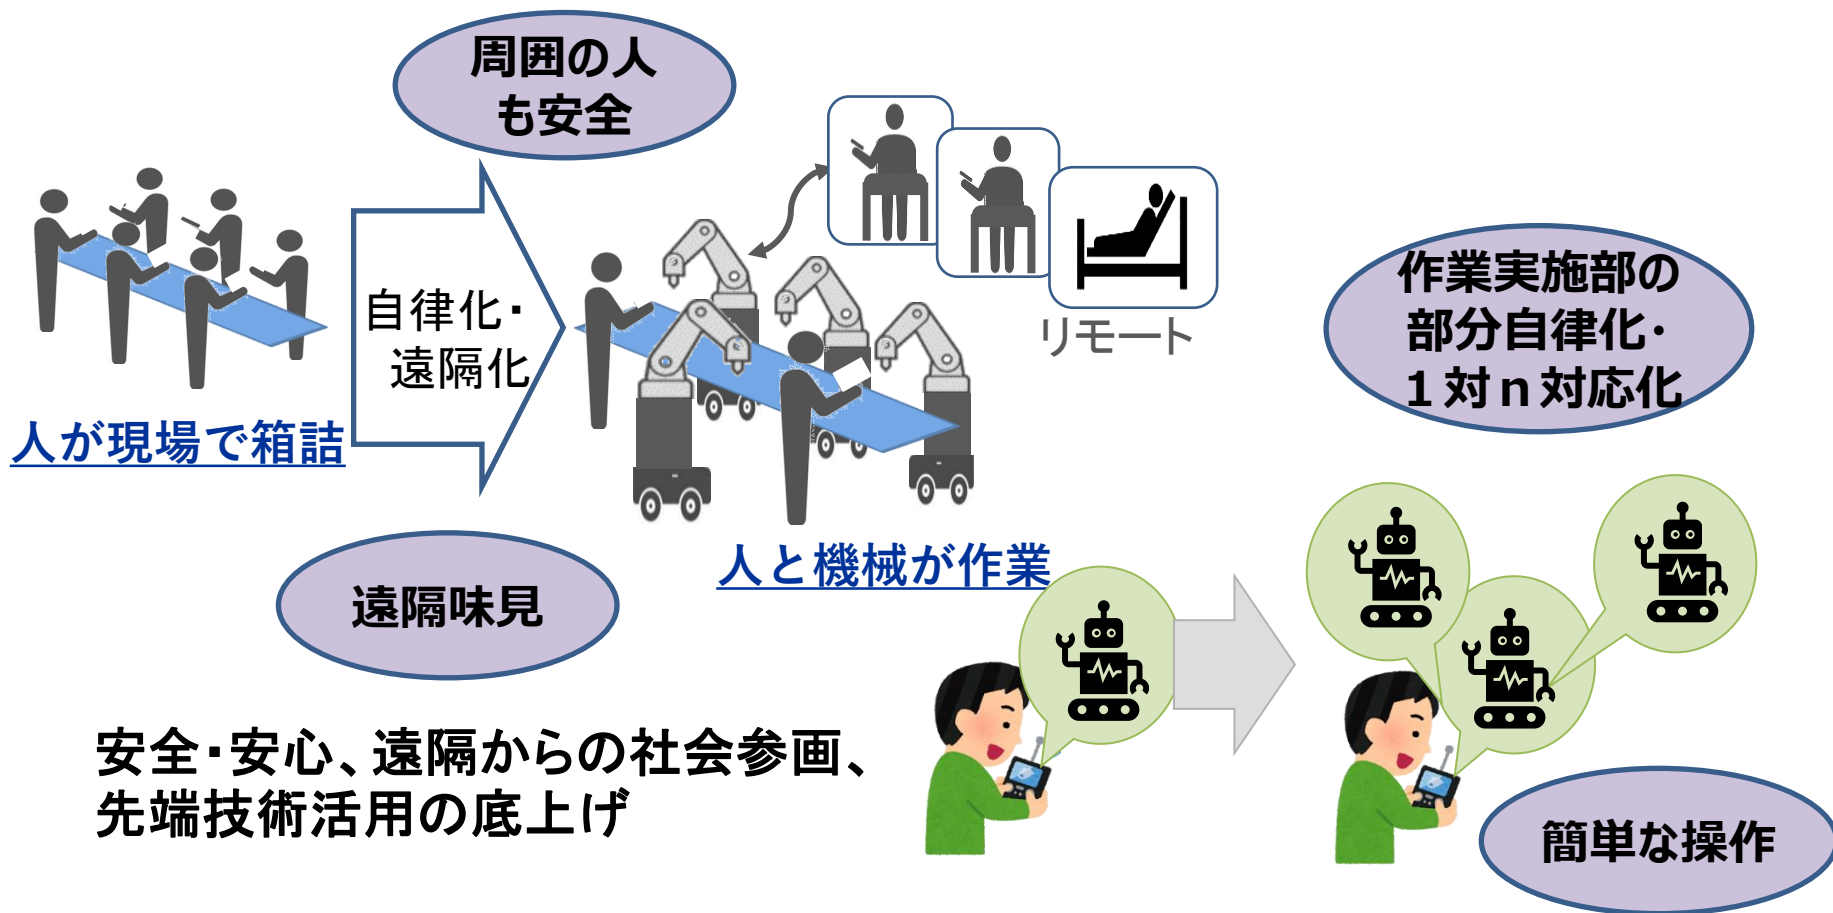 周囲の人
も安全
自律化・
遠隔化
リモート
人が現場で箱詰
人と機械が作業
遠隔味見
作業実施部の
部分自律化・
１対ｎ対応化
安全・安心、遠隔からの社会参画、
先端技術活用の底上げ
簡単な操作